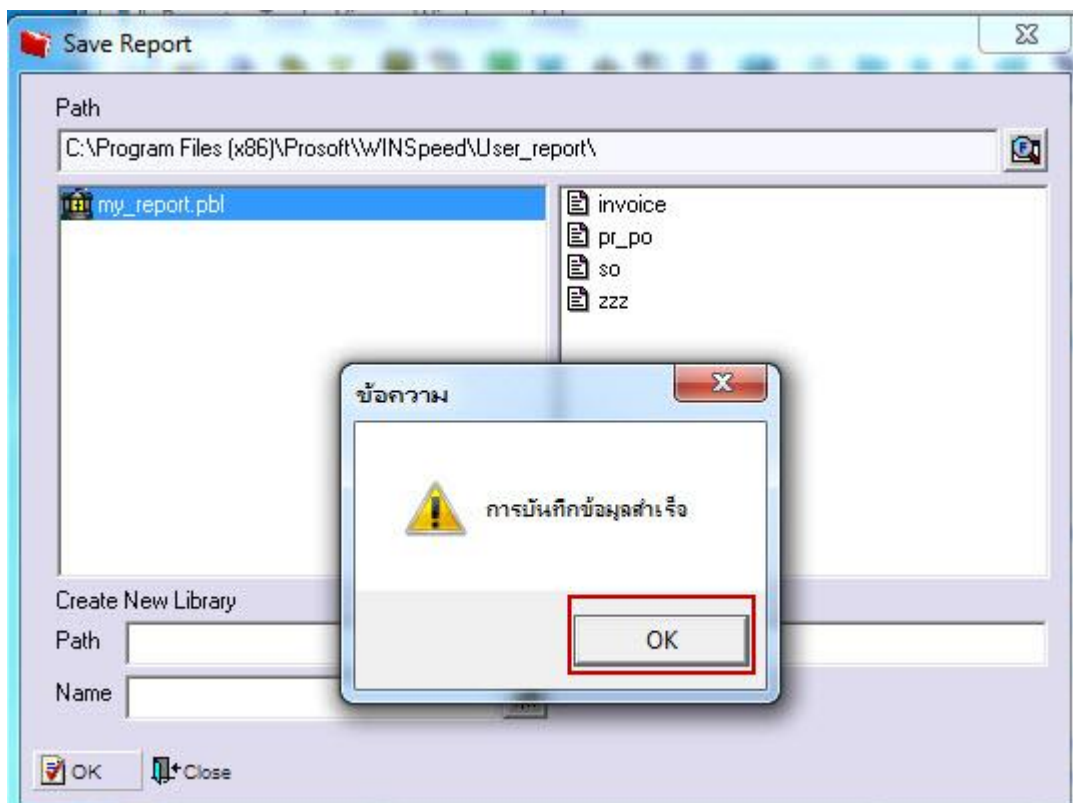 Save Report
Path
C:\Program Files (x86)\Prosoft\WINSpeed\User_report\
my_report.pbl
invoice
pr_po
so
zzz
ข้อความ
การบันทึกข้อมูลสำเร็จ
OK
Create New Library
Path
Name
OK
Close